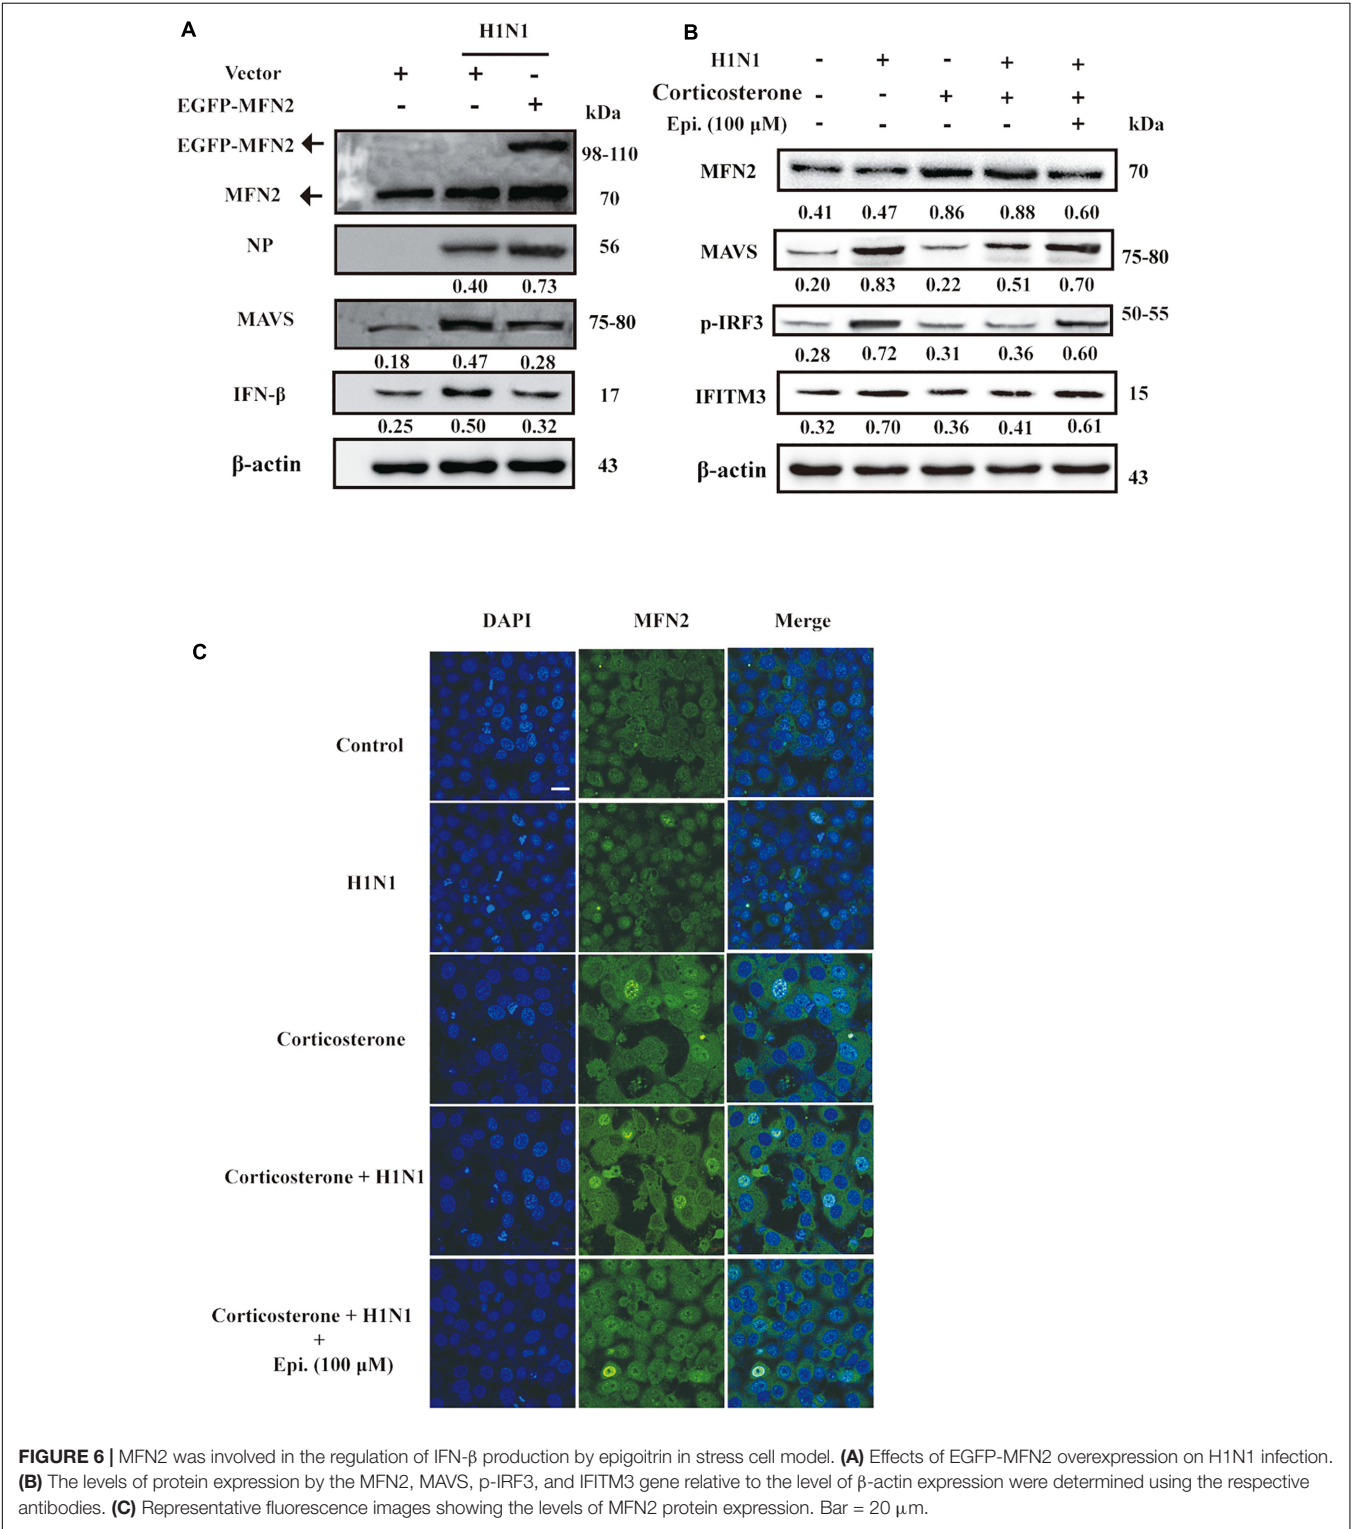 A
H1N1
Vector + + -
EGFP-MFN2 - - +
kDa
EGFP-MFN2 ← 98-110
MFN2 ← 70
NP 56
0.40 0.73
MAVS 75-80
0.18 0.47 0.28
IFN-β 17
0.25 0.50 0.32
β-actin 43
B
H1N1 - + - + +
Corticosterone - - + + +
Epi. (100 μM) - - - - + kDa
MFN2 70
0.41 0.47 0.86 0.88 0.60
MAVS 75-80
0.20 0.83 0.22 0.51 0.70
p-IRF3 50-55
0.28 0.72 0.31 0.36 0.60
IFITM3 15
0.32 0.70 0.36 0.41 0.61
β-actin 43
C
DAPI MFN2 Merge
Control
H1N1
Corticosterone
Corticosterone + H1N1
Corticosterone + H1N1
+
Epi. (100 μM)
FIGURE 6 | MFN2 was involved in the regulation of IFN-β production by epigoitrin in stress cell model. (A) Effects of EGFP-MFN2 overexpression on H1N1 infection.
(B) The levels of protein expression by the MFN2, MAVS, p-IRF3, and IFITM3 gene relative to the level of β-actin expression were determined using the respective
antibodies. (C) Representative fluorescence images showing the levels of MFN2 protein expression. Bar = 20 μm.